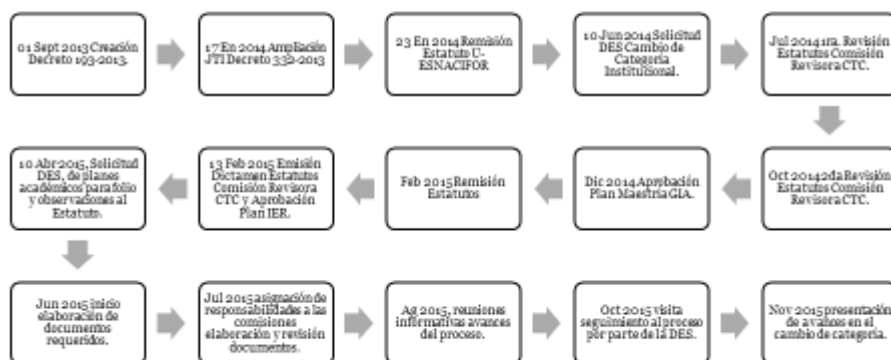 01 Sept 2013 Creación
Decreto 193-2013.
17 En 2014 Ampliación
JTI Decreto 332-2013
23 En 2014 Remisión
Estatuto U-
ESNACIFOR
10 Jun 2014 Solicitud
DES Cambio de
Categoría
Institucional.
Jul 2014 1ra. Revisión
Estatutos Comisión
Revisora CTC.
Oct 2014 2da Revisión
Estatutos Comisión
Revisora CTC.
Dic 2014 Aprobación
Plan Maestría GIA.
Feb 2015 Remisión
Estatutos
13 Feb 2015 Emisión
Dictamen Estatutos
Comisión Revisora
CTC y Aprobación
Plan IER.
10 Abr 2015, Solicitud
DES, de planes
académicos para folio
y observaciones al
Estatuto.
Jun 2015 inicio
elaboración de
documentos
requeridos.
Jul 2015 asignación de
responsabilidades a las
comisiones
elaboración y revisión
documentos.
Ag 2015, reuniones
informativas avances
del proceso.
Oct 2015 visita
seguimiento al proceso
por parte de la DES.
Nov 2015 presentación
de avances en el
cambio de categoría.